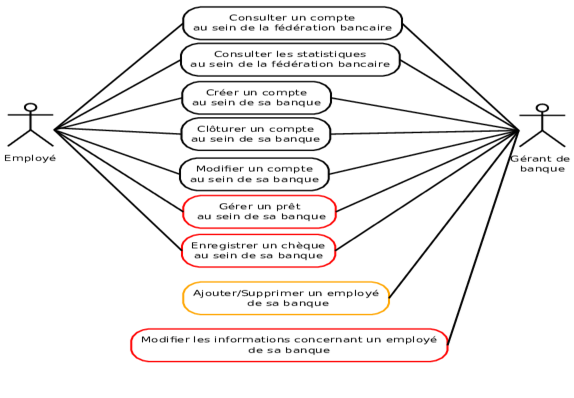 Consulter un compte
au sein de la fédération bancaire
Consulter les statistiques
au sein de la fédération bancaire
Créer un compte
au sein de sa banque
Clôturer un compte
au sein de sa banque
Employé
Gérant de
banque
Modifier un compte
au sein de sa banque
Gérer un prêt
au sein de sa banque
Enregistrer un chèque
au sein de sa banque
Ajouter/Supprimer un employé
de sa banque
Modifier les informations concernant un employé
de sa banque